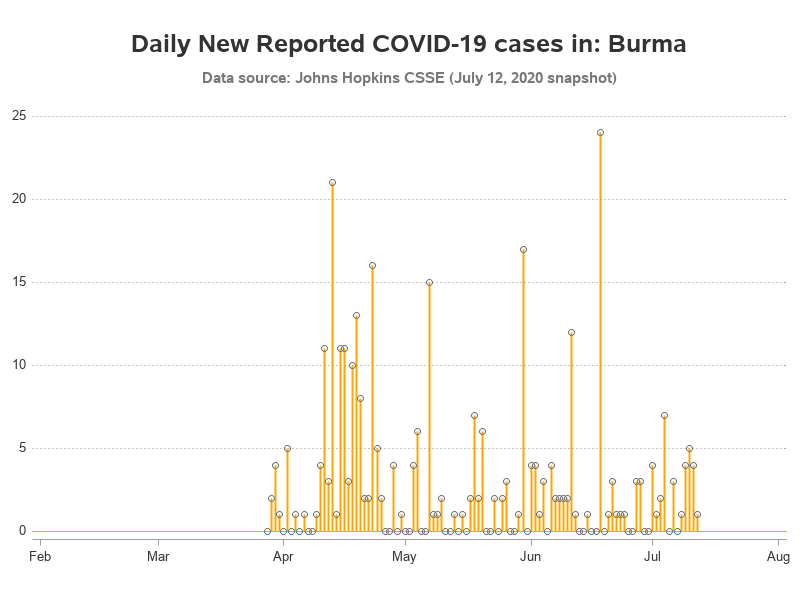 Daily New Reported COVID-19 cases in: Burma
Data source: Johns Hopkins CSSE (July 12, 2020 snapshot)
25
20
15
10
5
0
Feb Mar Apr May Jun Jul Aug